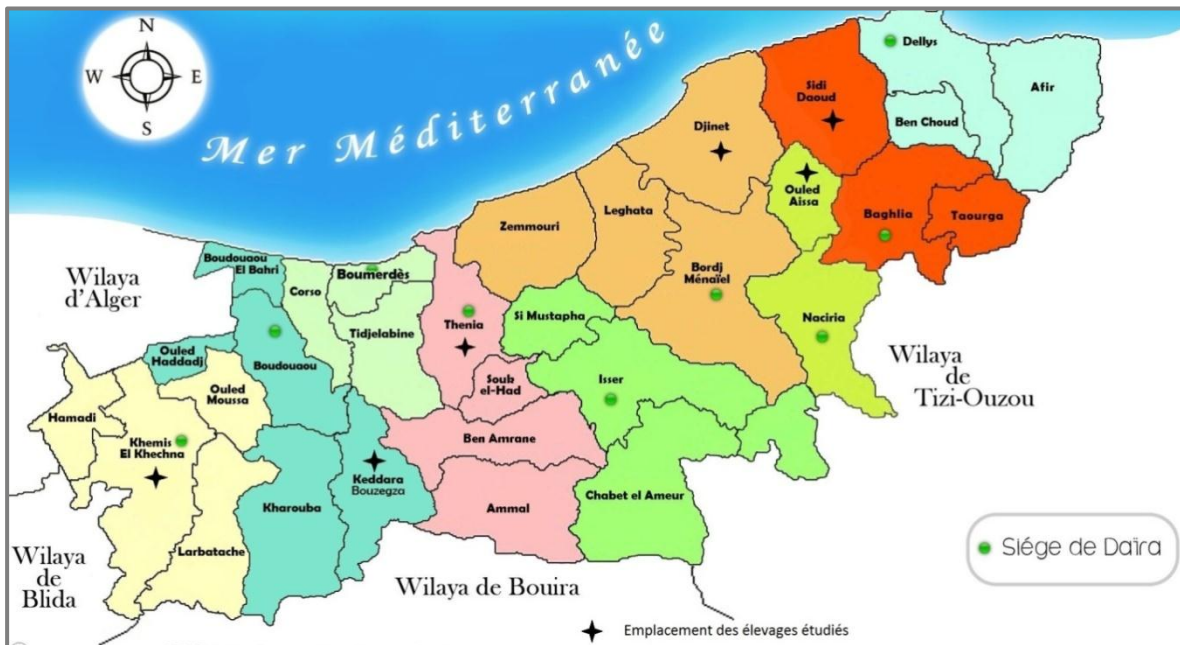 N
W
E
S
Mer Méditerranée
Dellys
Sidi
Daoud
Afir
Djinet
Ben Choud
Ouled
Aissa
Leghata
Zemmouri
Baghlia
Taourga
Boudouaou
El Bahri
Boumerdès
Bordj
Ménaïel
Wilaya
d'Alger
Corso
Si Mustapha
Thenia
Tidjelabine
Naciria
Ouled
Haddadj
Boudouaou
Wilaya
de
Tizi-Ouzou
Souk
el-Had
Isser
Ouled
Moussa
Hamadi
Khemis
El Khechna
Ben Amrane
Keddara
Bouzegza
Chabet el Ameur
Kharouba
Ammal
Larbatache
Siége de Daïra
Wilaya
de
Blida
Wilaya de Bouira
Emplacement des élevages étudiés